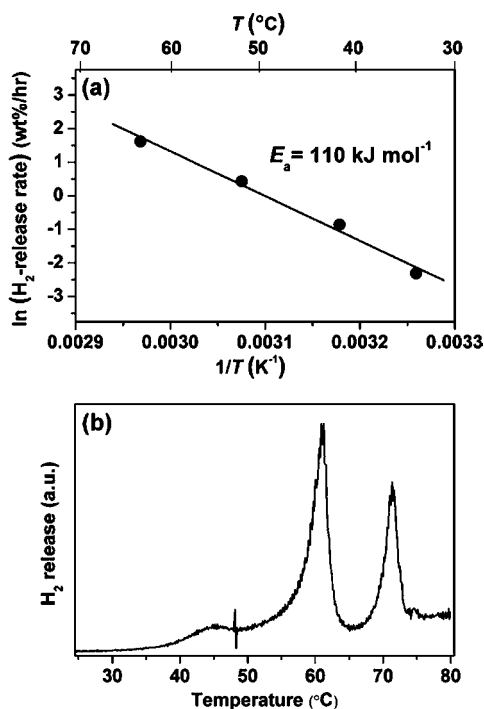 T (°C)
70 60 50 40 30
(a)
3
2
1
0
-1
-2
-3
Eₐ= 110 kJ mol⁻¹
ln (H₂-release rate) (wt%/hr)
0.0029 0.0030 0.0031 0.0032 0.0033
1/T (K⁻¹)
(b)
H₂ release (a.u.)
30 40 50 60 70 80
Temperature (°C)